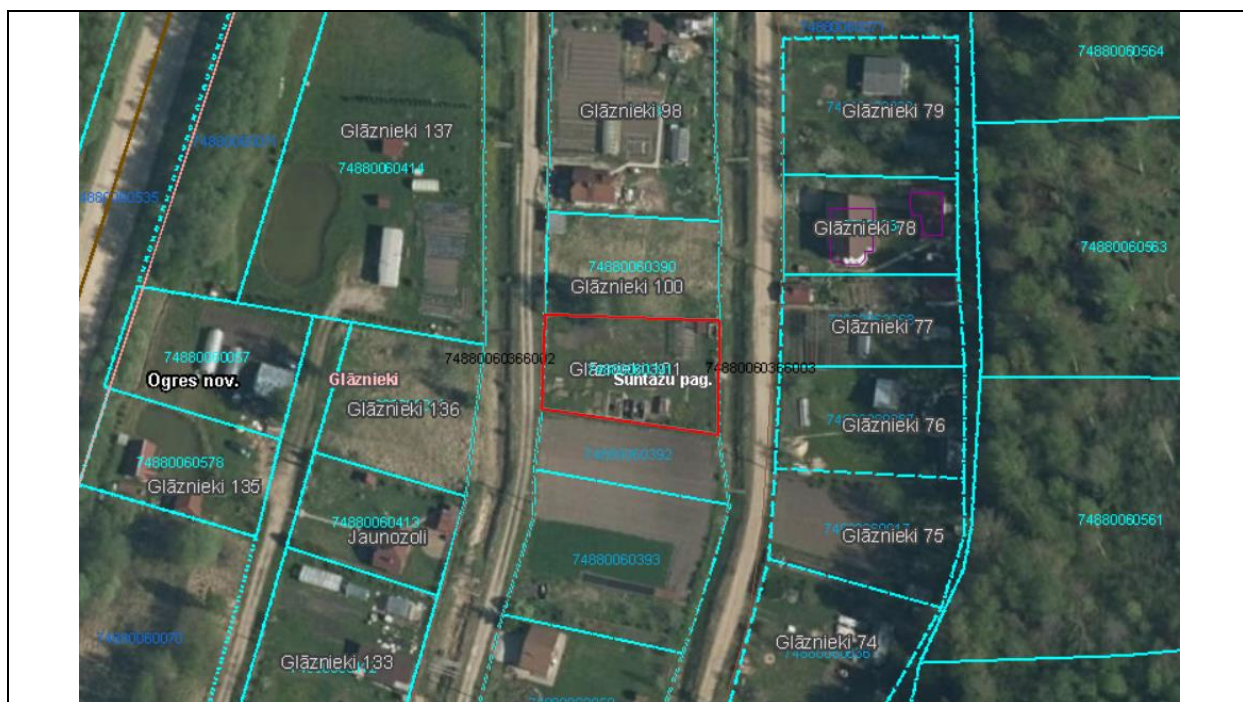 74880060564
Glāznieki 98
Glāznieki 79
Glāznieki 137
74880060414
Glāznieki 78
74880060563
74880060390
Glāznieki 100
Glāznieki 77
74880060057
74880060366002
74880060366003
Ogres nov.
Glāznieki
Suntažu pag.
Glāznieki 136
Glāznieki 76
74880060392
74880060578
Glāznieki 135
74880060413
Jaunozoli
74880060561
Glāznieki 75
74880060393
Glāznieki 74
Glāznieki 133